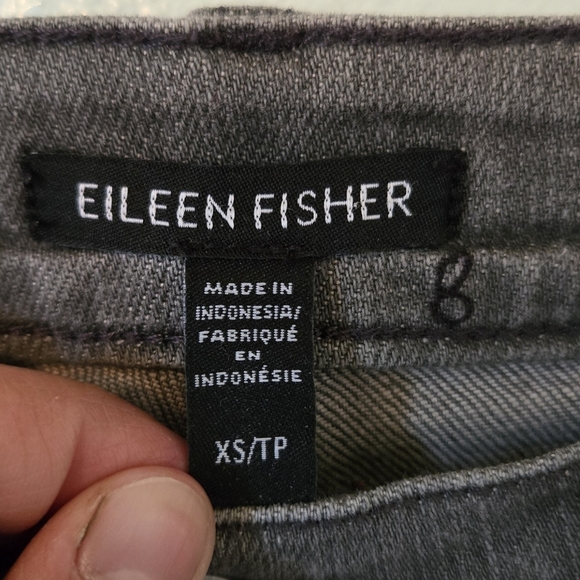 EILEEN FISHER
MADE IN
INDONESIA/
FABRIQUÉ
EN
INDONÉSIE
XS/TP